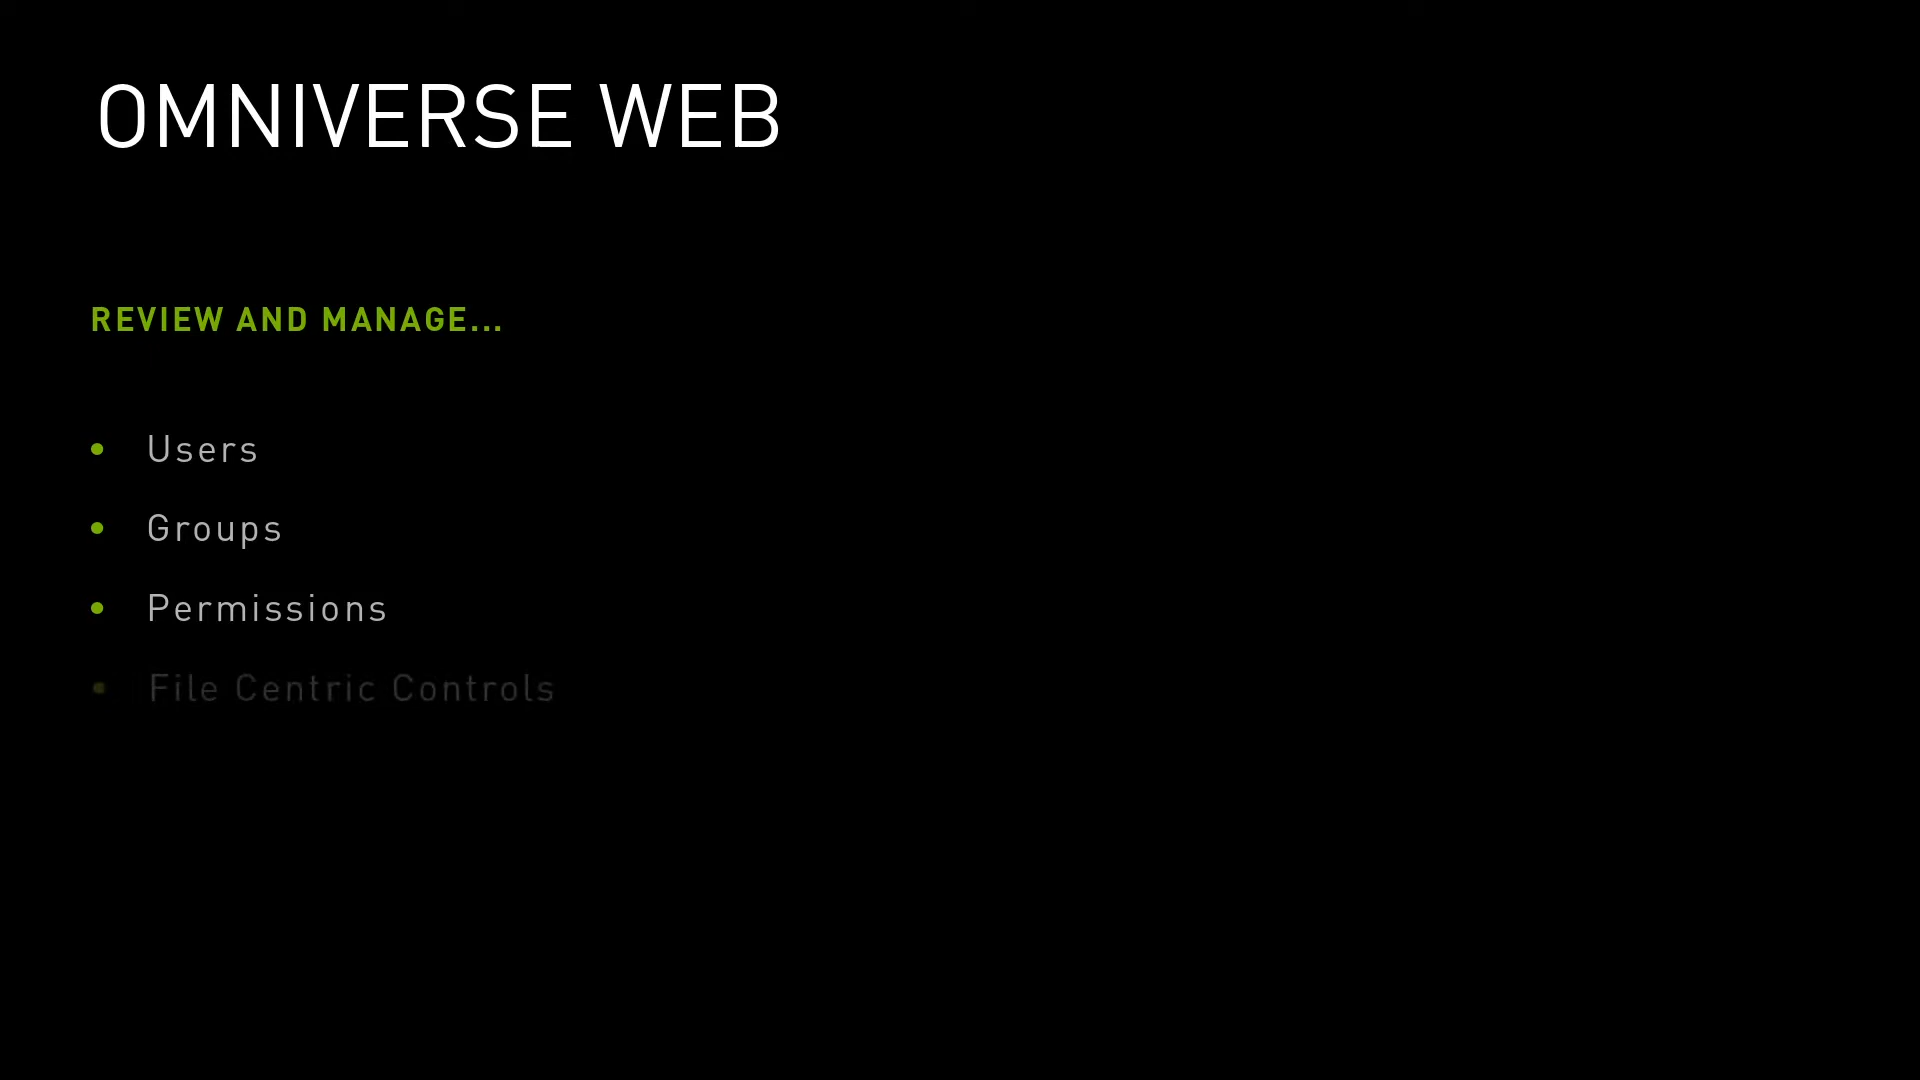 OMNIVERSE WEB
REVIEW AND MANAGE...
• Users
• Groups
• Permissions
• File Centric Controls